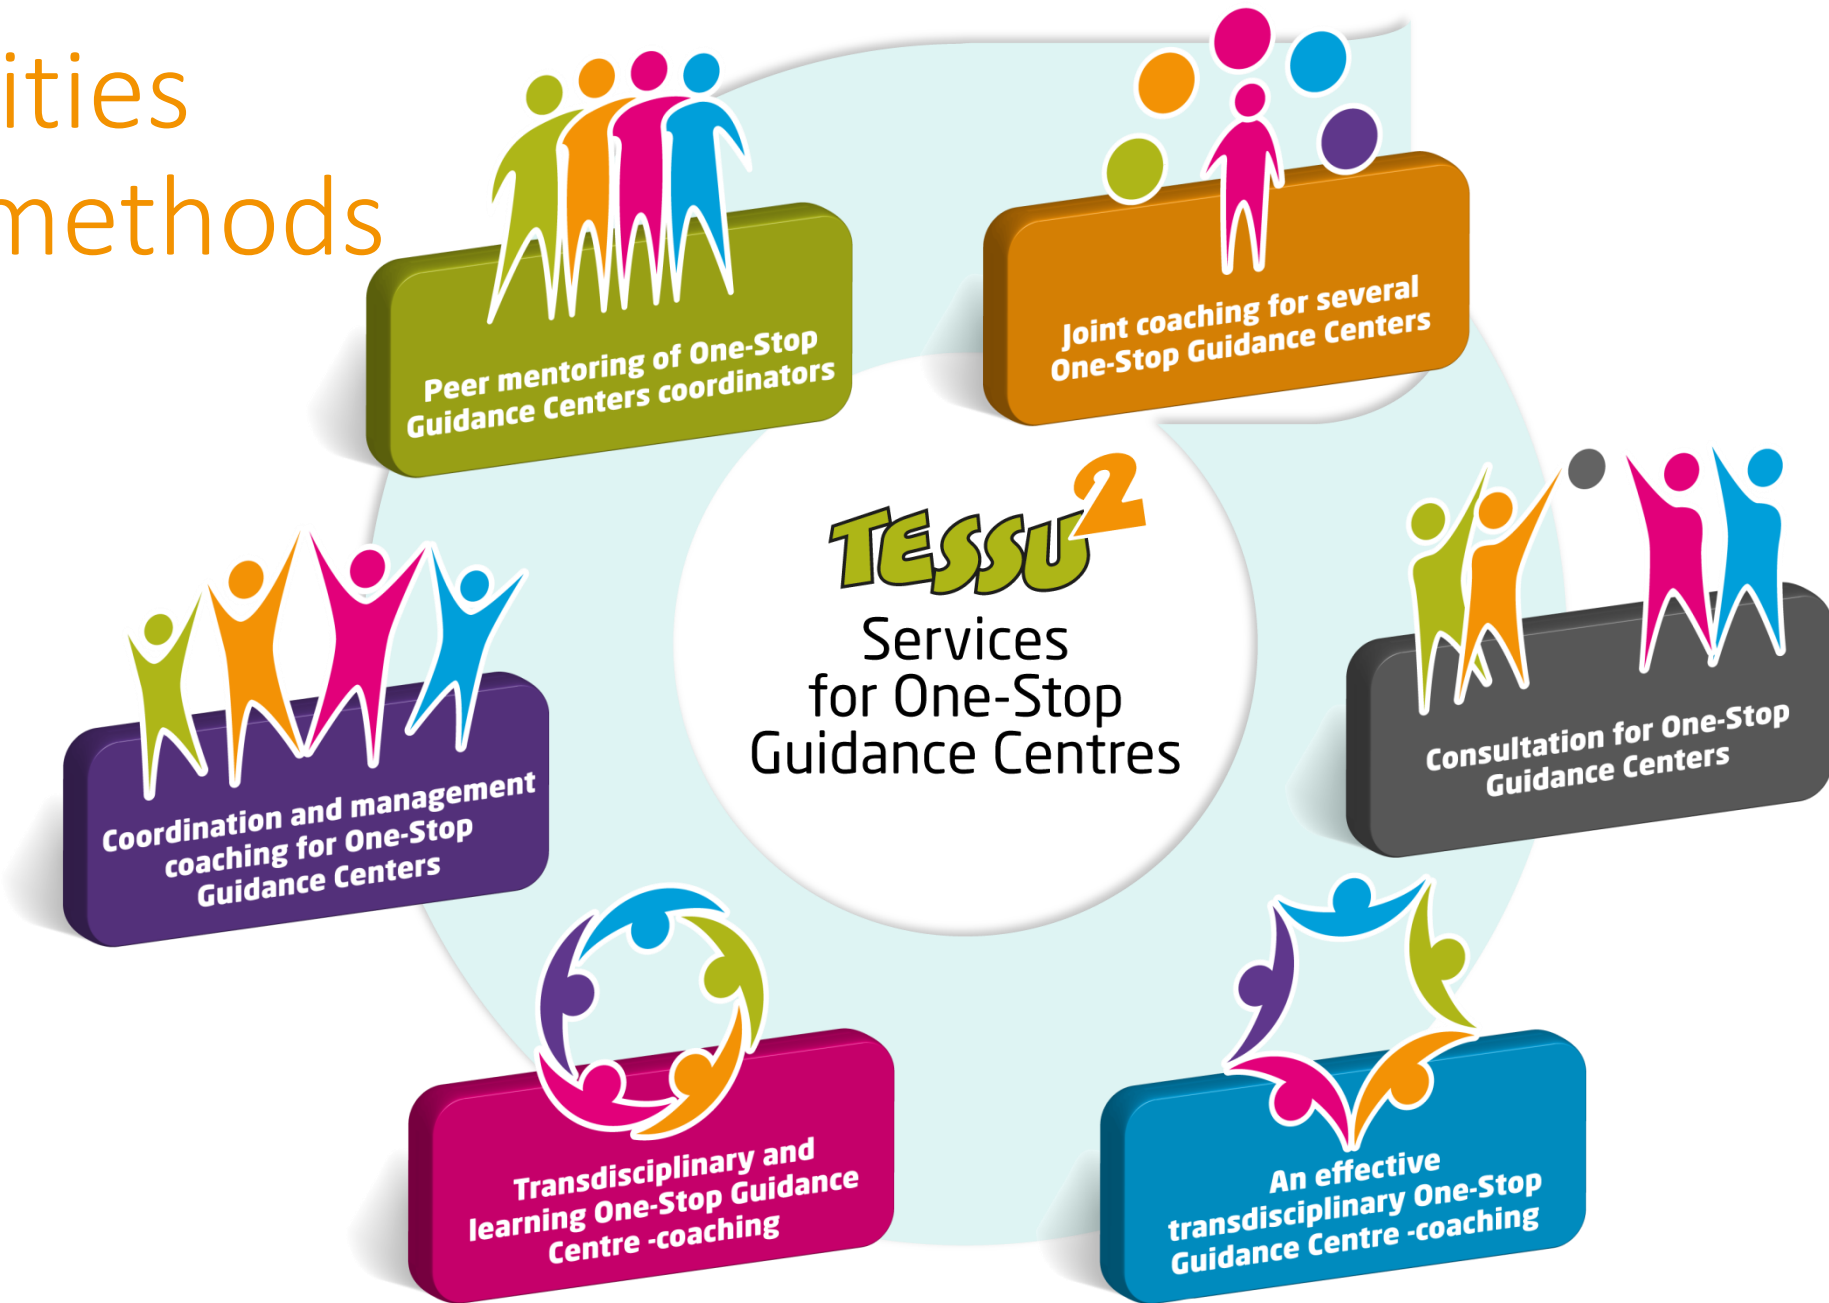 ities
methods
Peer mentoring of One-Stop
Guidance Centers coordinators
Joint coaching for several
One-Stop Guidance Centers
TESSU2
Services
for One-Stop
Guidance Centres
Consultation for One-Stop
Guidance Centers
Coordination and management
coaching for One-Stop
Guidance Centers
Transdisciplinary and
learning One-Stop Guidance
Centre -coaching
An effective
transdisciplinary One-Stop
Guidance Centre -coaching